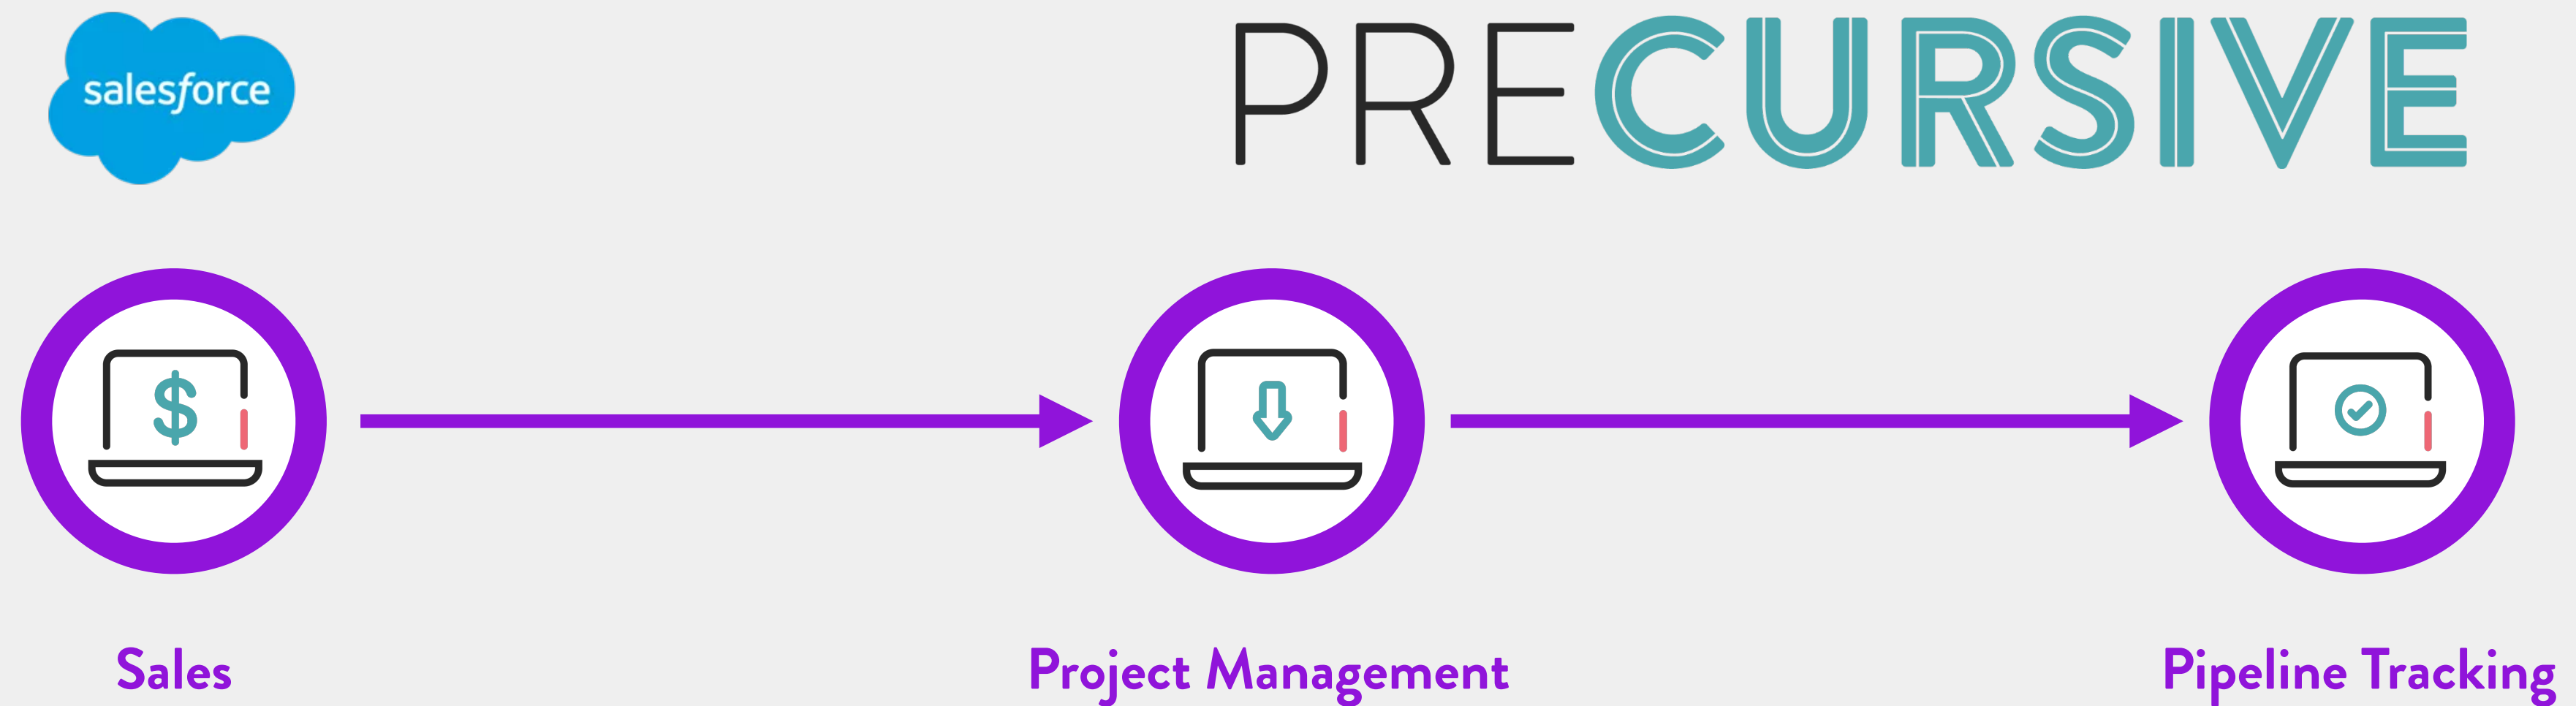 salesforce
PRECURSIVE
$
Sales
Project Management
Pipeline Tracking